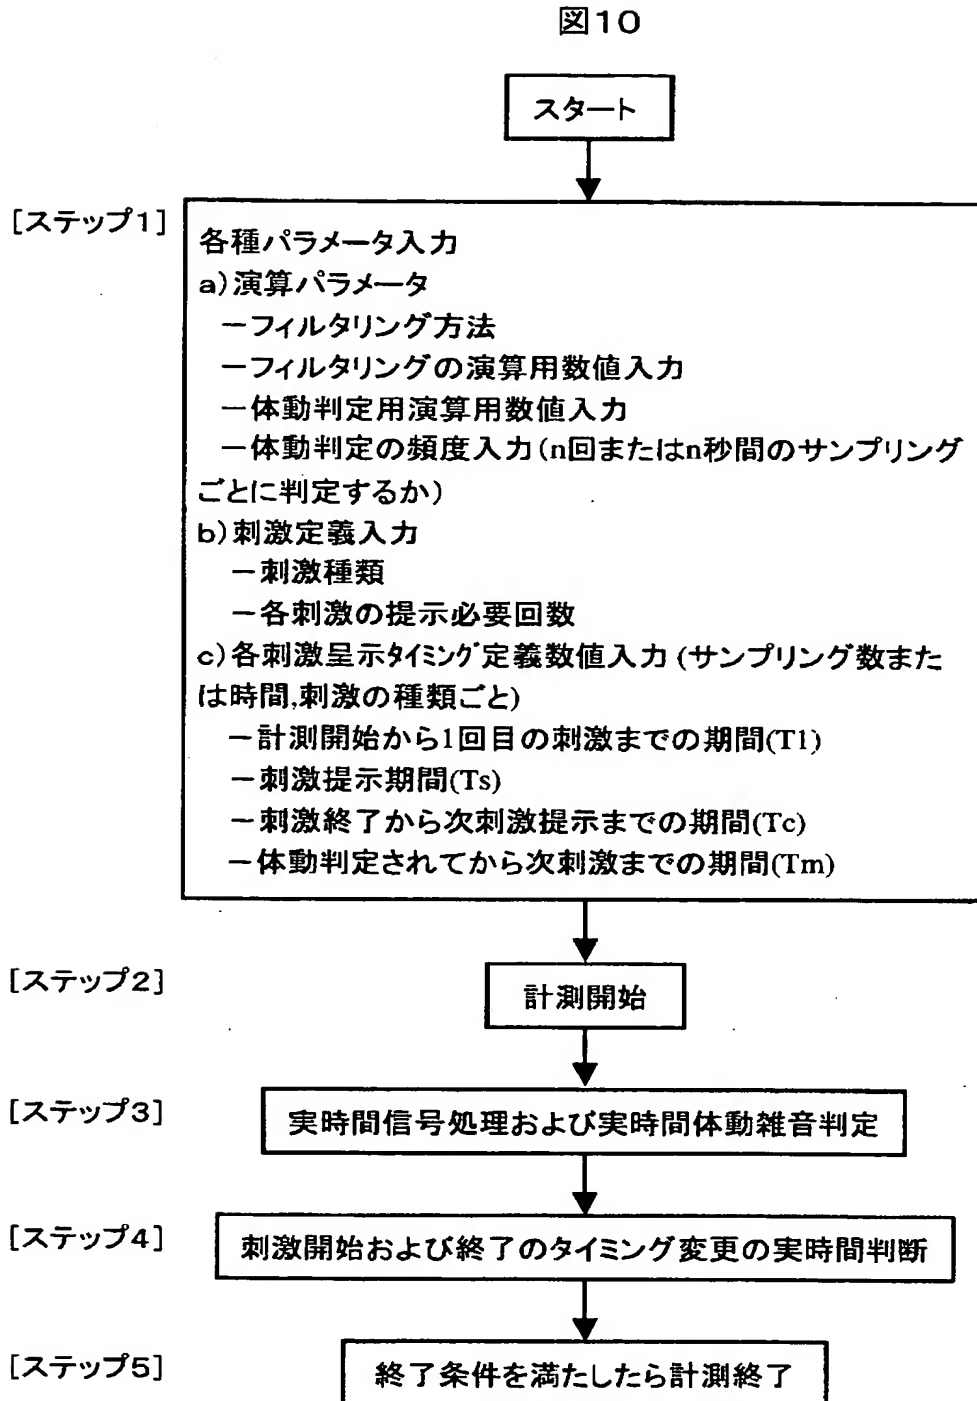 図10
スタート
[ステップ1]
各種パラメータ入力
a)演算パラメータ
－フィルタリング方法
－フィルタリングの演算用数値入力
－体動判定用演算用数値入力
－体動判定の頻度入力(n回またはn秒間のサンプリング
ごとに判定するか)
b)刺激定義入力
－刺激種類
－各刺激の提示必要回数
c)各刺激呈示ﾀｲﾐﾝｸﾞ定義数値入力 (サンプリング数また
は時間,刺激の種類ごと)
－計測開始から1回目の刺激までの期間(T1)
－刺激提示期間(Ts)
－刺激終了から次刺激提示までの期間(Tc)
－体動判定されてから次刺激までの期間(Tm)
[ステップ2]
計測開始
[ステップ3]
実時間信号処理および実時間体動雑音判定
[ステップ4]
刺激開始および終了のタイミング変更の実時間判断
[ステップ5]
終了条件を満たしたら計測終了